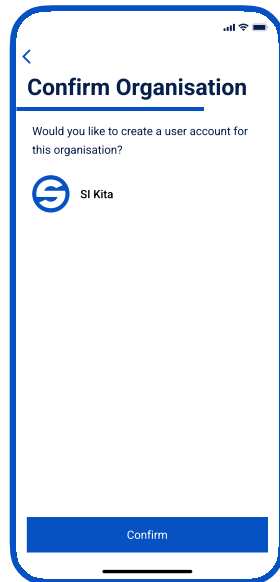 Confirm Organisation
Would you like to create a user account for
this organisation?
SI Kita
Confirm